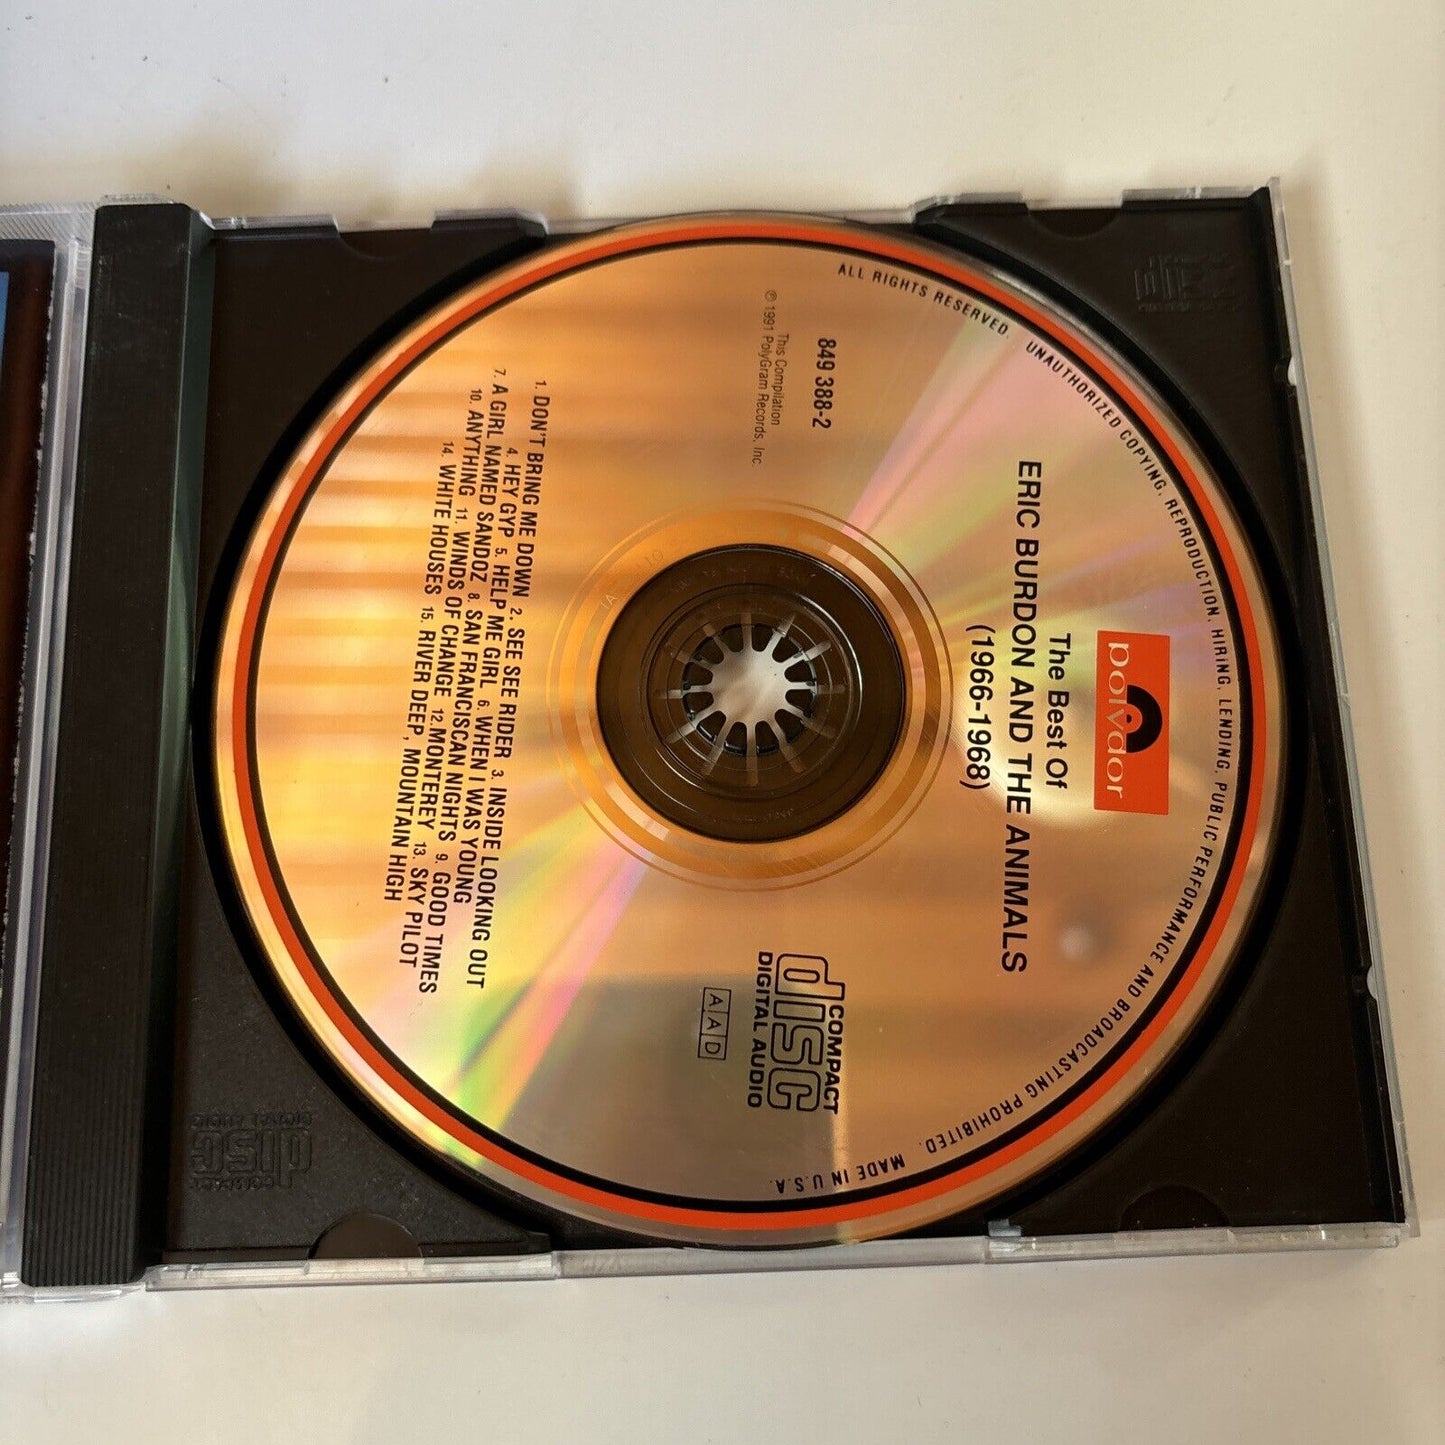 polydor
The Best Of
ERIC BURDON AND THE ANIMALS
(1966-1968)
849 388-2
This Compilation
℗ 1991 PolyGram Records, Inc
COMPACT
disc
DIGITAL AUDIO
AAD
1. DON'T BRING ME DOWN 2. SEE SEE RIDER 3. INSIDE LOOKING OUT
4. HEY GYP 5. HELP ME GIRL 6. WHEN I WAS YOUNG
7. A GIRL NAMED SANDOZ 8. SAN FRANCISCAN NIGHTS 9. GOOD TIMES
10. ANYTHING 11. WINDS OF CHANGE 12. MONTEREY 13. SKY PILOT
14. WHITE HOUSES 15. RIVER DEEP, MOUNTAIN HIGH
ALL RIGHTS RESERVED. UNAUTHORIZED COPYING, REPRODUCTION, HIRING, LENDING, PUBLIC PERFORMANCE AND BROADCASTING PROHIBITED. MADE IN U.S.A.
COMPACT
disc
DIGITAL AUDIO